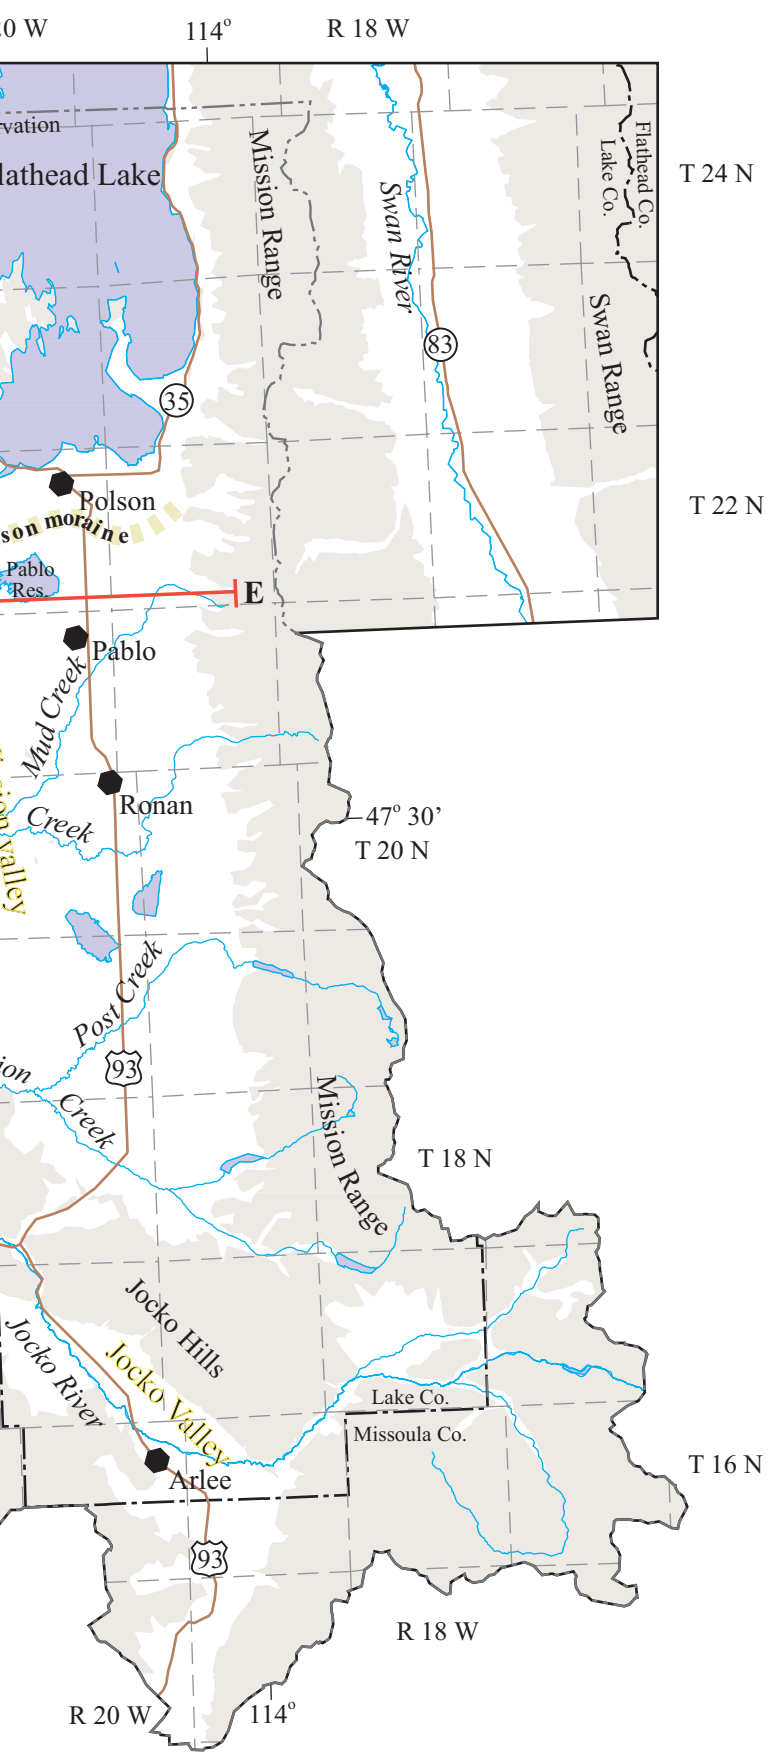 0 W
114°
R 18 W
vation
lathead Lake
Mission Range
Swan River
Flathead Co.
Lake Co.
T 24 N
Swan Range
83
35
Polson
son moraine
T 22 N
Pablo
Res.
E
Pablo
Mud Creek
Ronan
47° 30’
Creek
T 20 N
sion valley
Post Creek
93
ion
Creek
Mission Range
T 18 N
Jocko Hills
Jocko River
Jocko Valley
Lake Co.
Missoula Co.
T 16 N
Arlee
93
R 18 W
R 20 W
114°